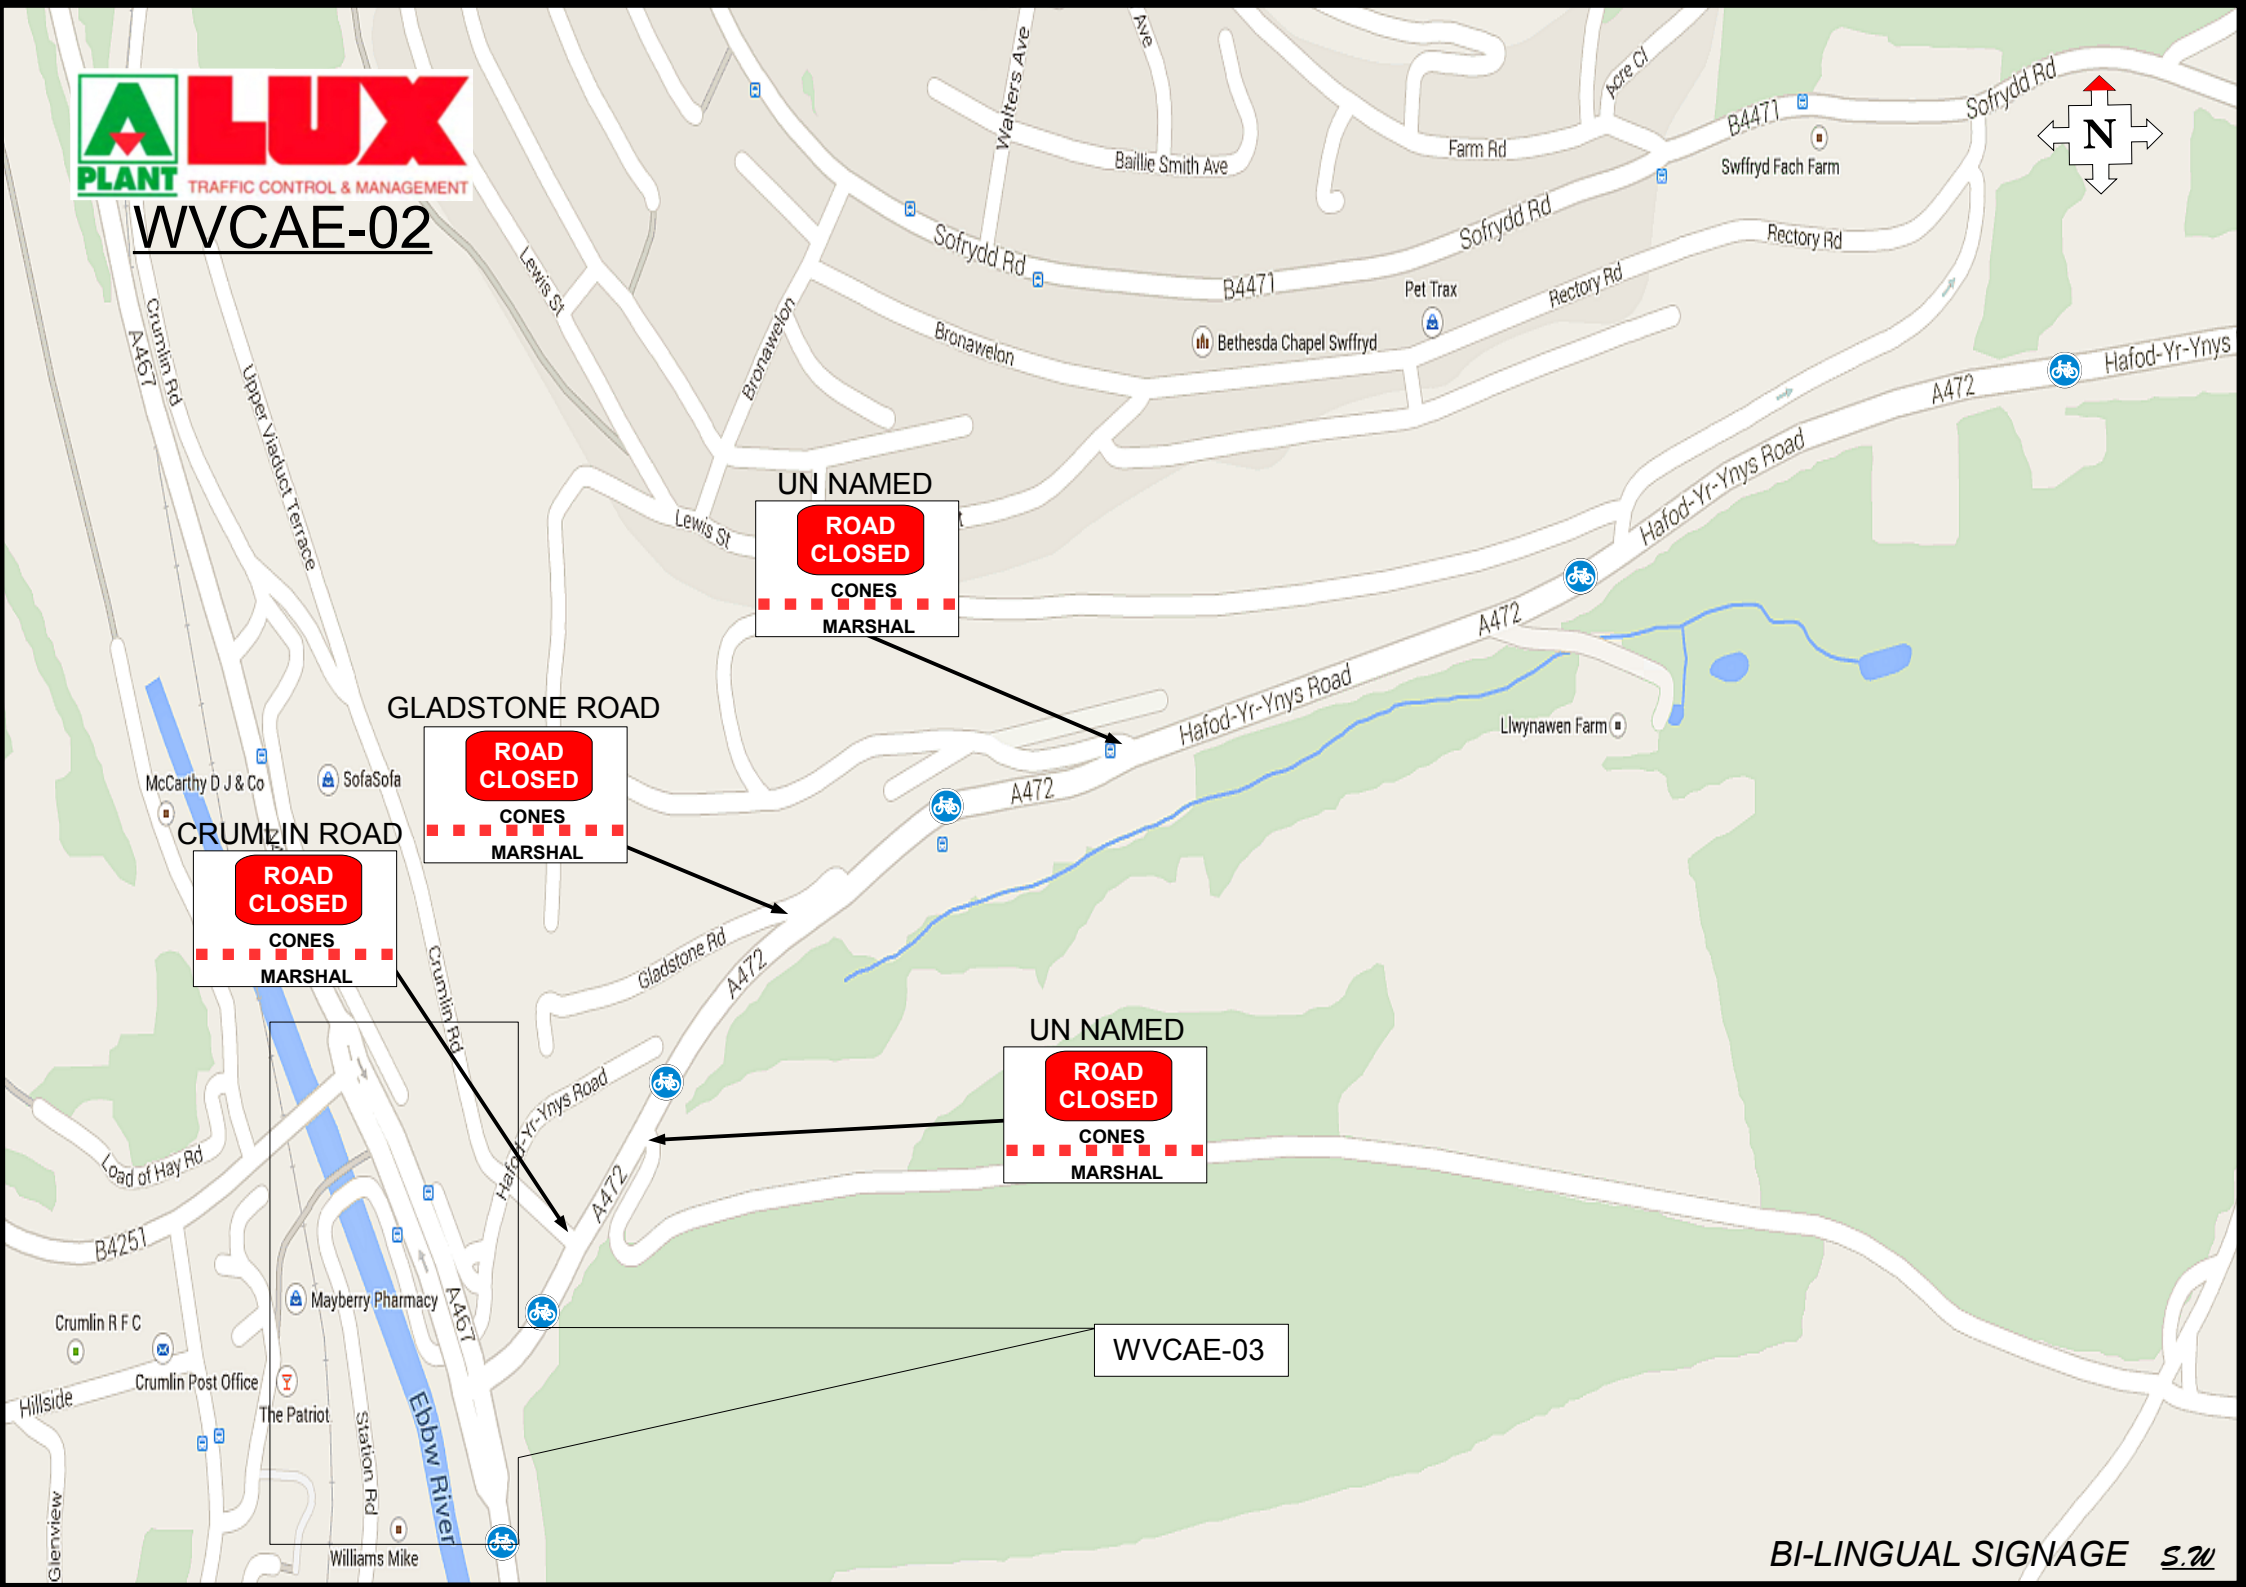 A
PLANT
LUX
TRAFFIC CONTROL & MANAGEMENT
WVCAE-02
N
Walters Ave
Ave
Acre Cl
Sofrydd Rd
B4471
Swffryd Fach Farm
Farm Rd
Baillie Smith Ave
Sofrydd Rd
Sofrydd Rd
B4471
Rectory Rd
Rectory Rd
Pet Trax
Bethesda Chapel Swffryd
Bronawelon
Bronawelon
Lewis St
Lewis St
Crumlin Rd
A467
Upper Viaduct Terrace
Hafod-Yr-Ynys
A472
Hafod-Yr-Ynys Road
A472
Hafod-Yr-Ynys Road
A472
Llwynawen Farm
UN NAMED
ROAD
CLOSED
CONES
MARSHAL
GLADSTONE ROAD
ROAD
CLOSED
CONES
MARSHAL
McCarthy D J & Co
SofaSofa
CRUMLIN ROAD
ROAD
CLOSED
CONES
MARSHAL
Crumlin Rd
Gladstone Rd
A472
UN NAMED
ROAD
CLOSED
CONES
MARSHAL
Hafod-Yr-Ynys Road
A472
Load of Hay Rd
B4251
Mayberry Pharmacy
A467
Crumlin R F C
Crumlin Post Office
The Patriot
Hillside
Station Rd
Ebbw River
Glenview
Williams Mike
WVCAE-03
BI-LINGUAL SIGNAGE S.W